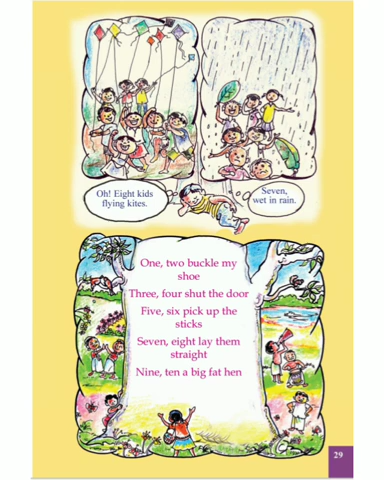 Oh! Eight kids
flying kites.
Seven,
wet in rain.
One, two buckle my
shoe
Three, four shut the door
Five, six pick up the
sticks
Seven, eight lay them
straight
Nine, ten a big fat hen
29